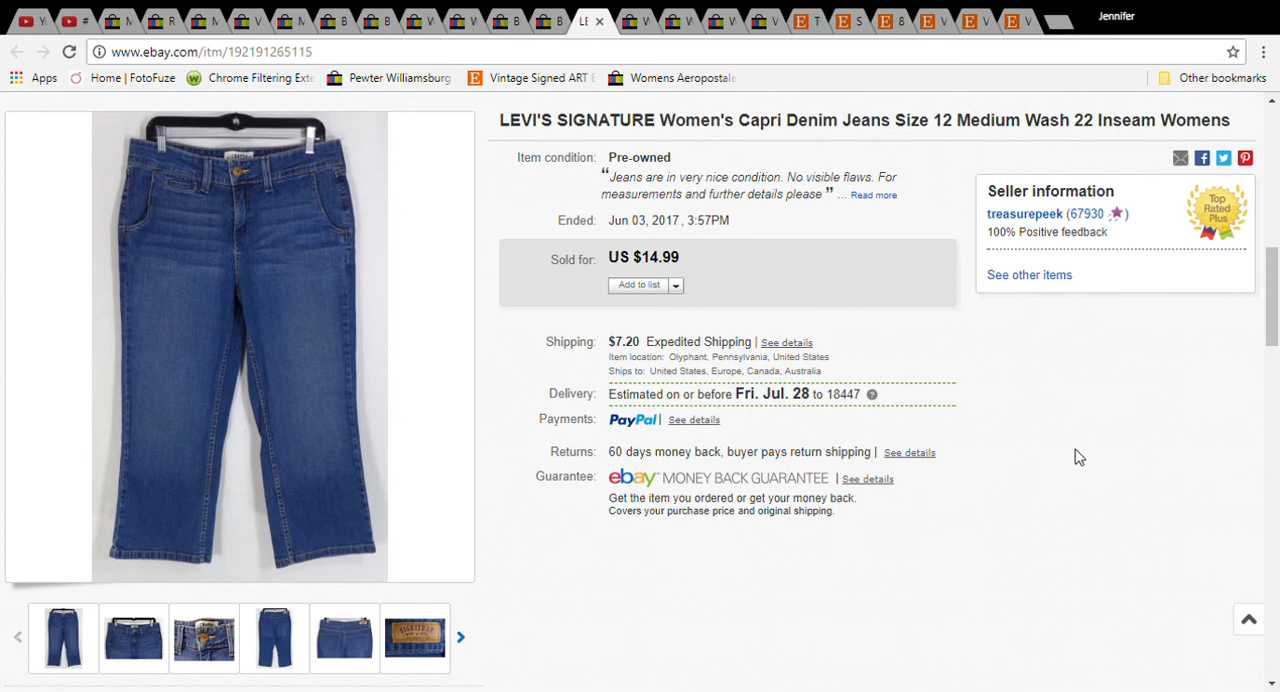 Y # M R M V M B B V V B B LE V V V V T S 8 V V V Jennifer
www.ebay.com/itm/192191265115
Apps Home | FotoFuze Chrome Filtering Exte Pewter Williamsburg Vintage Signed ART E Womens Aeropostale Other bookmarks
LEVI'S SIGNATURE Women's Capri Denim Jeans Size 12 Medium Wash 22 Inseam Womens
Item condition: Pre-owned
“Jeans are in very nice condition. No visible flaws. For
measurements and further details please ” ... Read more
Ended: Jun 03, 2017 , 3:57PM
Sold for: US $14.99
Add to list
Shipping: $7.20 Expedited Shipping | See details
Item location: Olyphant, Pennsylvania, United States
Ships to: United States, Europe, Canada, Australia
Delivery: Estimated on or before Fri. Jul. 28 to 18447 ?
Payments: PayPal | See details
Returns: 60 days money back, buyer pays return shipping | See details
Guarantee: ebay MONEY BACK GUARANTEE | See details
Get the item you ordered or get your money back.
Covers your purchase price and original shipping.
Seller information
treasurepeek (67930 )
100% Positive feedback
Top
Rated
Plus
See other items
SIGNATURE